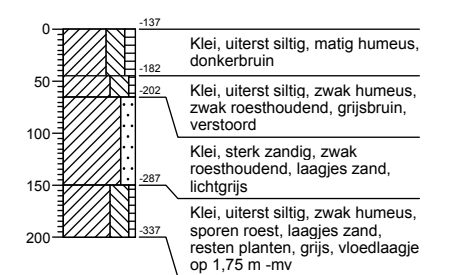 0
-137
Klei, uiterst siltig, matig humeus,
donkerbruin
-182
50
Klei, uiterst siltig, zwak humeus,
zwak roesthoudend, grijsbruin,
verstoord
-202
100
Klei, sterk zandig, zwak
roesthoudend, laagjes zand,
lichtgrijs
150
-287
Klei, uiterst siltig, zwak humeus,
sporen roest, laagjes zand,
resten planten, grijs, vloedlaagje
op 1,75 m -mv
200
-337